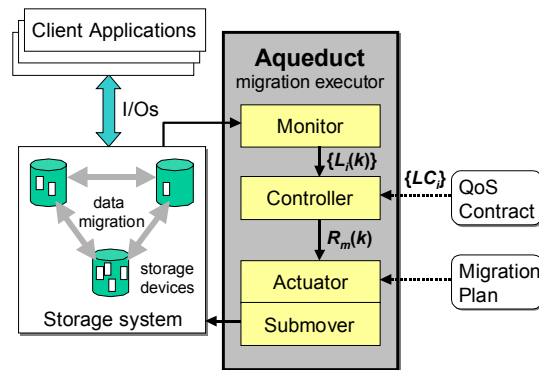 Client Applications
I/Os
Aqueduct
migration executor
Monitor
{Lᵢ(k)}
Controller
{LCᵢ}
QoS
Contract
Rₘ(k)
data
migration
storage
devices
Storage system
Actuator
Submover
Migration
Plan